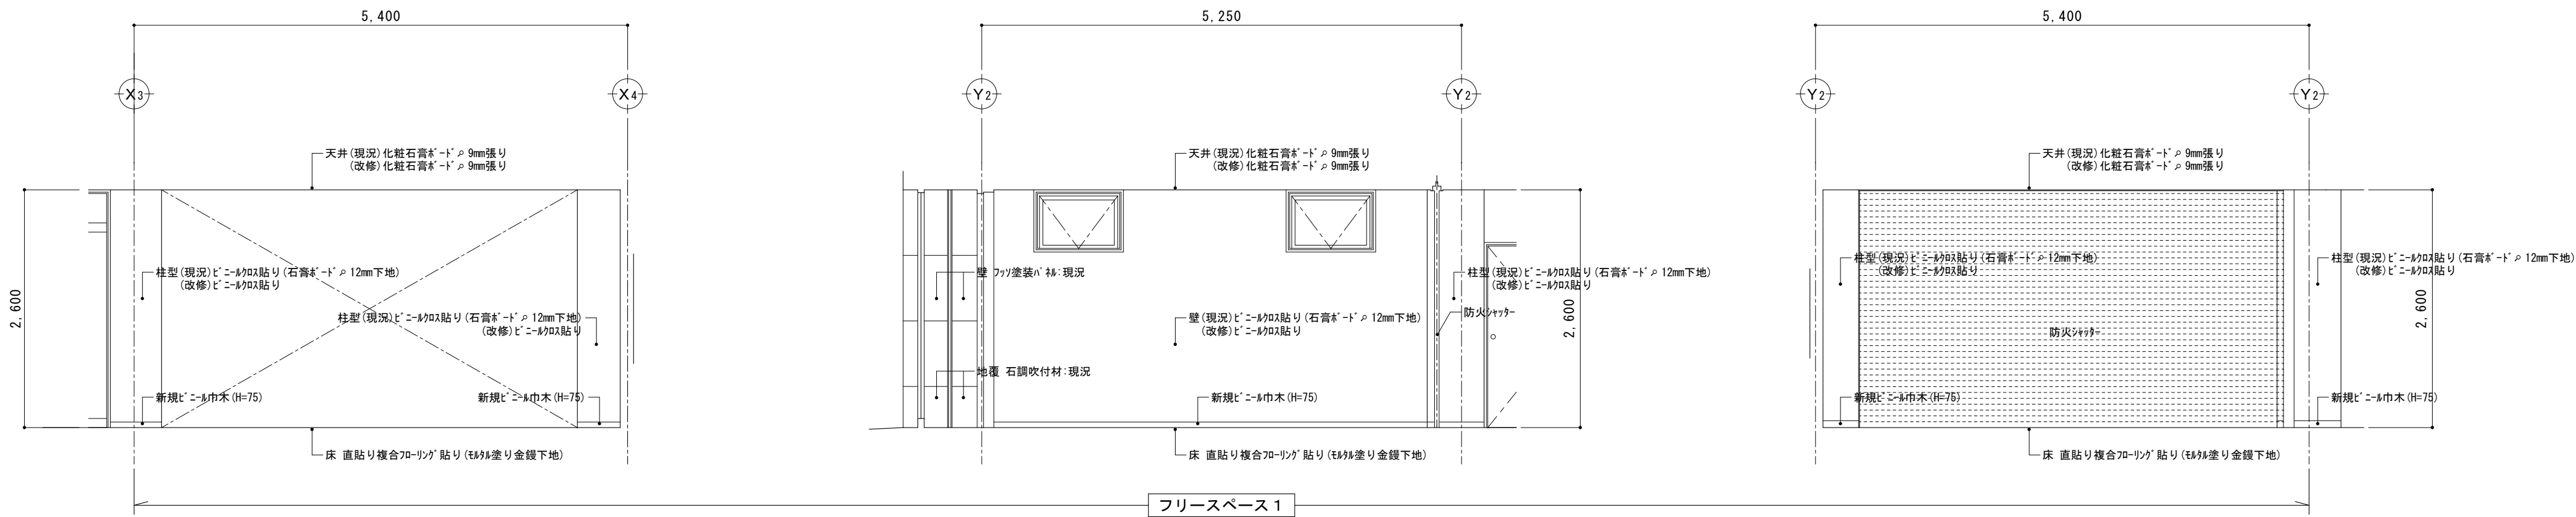 5,400
X3
X4
天井(現況)化粧石膏ボード⌕ 9mm張り
(改修)化粧石膏ボード⌕ 9mm張り
2,600
柱型(現況)ビニールクロス貼り(石膏ボード⌕ 12mm下地)
(改修)ビニールクロス貼り
柱型(現況)ビニールクロス貼り(石膏ボード⌕ 12mm下地)
(改修)ビニールクロス貼り
新規ビニール巾木(H=75)
新規ビニール巾木(H=75)
床 直貼り複合フローリング貼り(モルタル塗り金鏝下地)
5,250
Y2
Y2
天井(現況)化粧石膏ボード⌕ 9mm張り
(改修)化粧石膏ボード⌕ 9mm張り
壁 フッソ塗装パネル:現況
柱型(現況)ビニールクロス貼り(石膏ボード⌕ 12mm下地)
(改修)ビニールクロス貼り
防火シャッター
壁(現況)ビニールクロス貼り(石膏ボード⌕ 12mm下地)
(改修)ビニールクロス貼り
2,600
地覆 石調吹付材:現況
新規ビニール巾木(H=75)
床 直貼り複合フローリング貼り(モルタル塗り金鏝下地)
5,400
Y2
Y2
天井(現況)化粧石膏ボード⌕ 9mm張り
(改修)化粧石膏ボード⌕ 9mm張り
柱型(現況)ビニールクロス貼り(石膏ボード⌕ 12mm下地)
(改修)ビニールクロス貼り
柱型(現況)ビニールクロス貼り(石膏ボード⌕ 12mm下地)
(改修)ビニールクロス貼り
防火シャッター
2,600
新規ビニール巾木(H=75)
新規ビニール巾木(H=75)
床 直貼り複合フローリング貼り(モルタル塗り金鏝下地)
フリースペース1